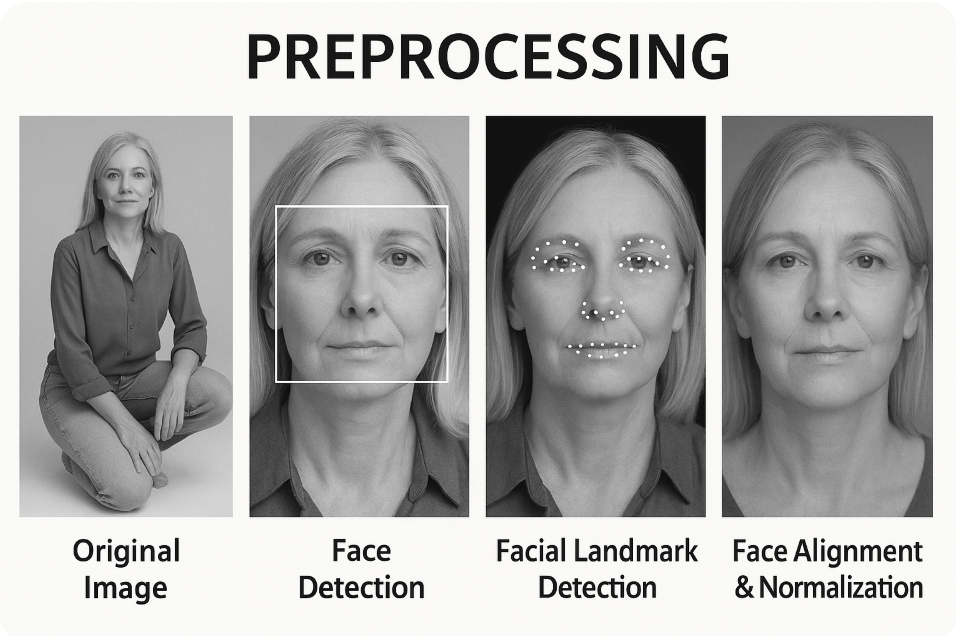 PREPROCESSING
Original
Image
Face
Detection
Facial Landmark
Detection
Face Alignment
& Normalization